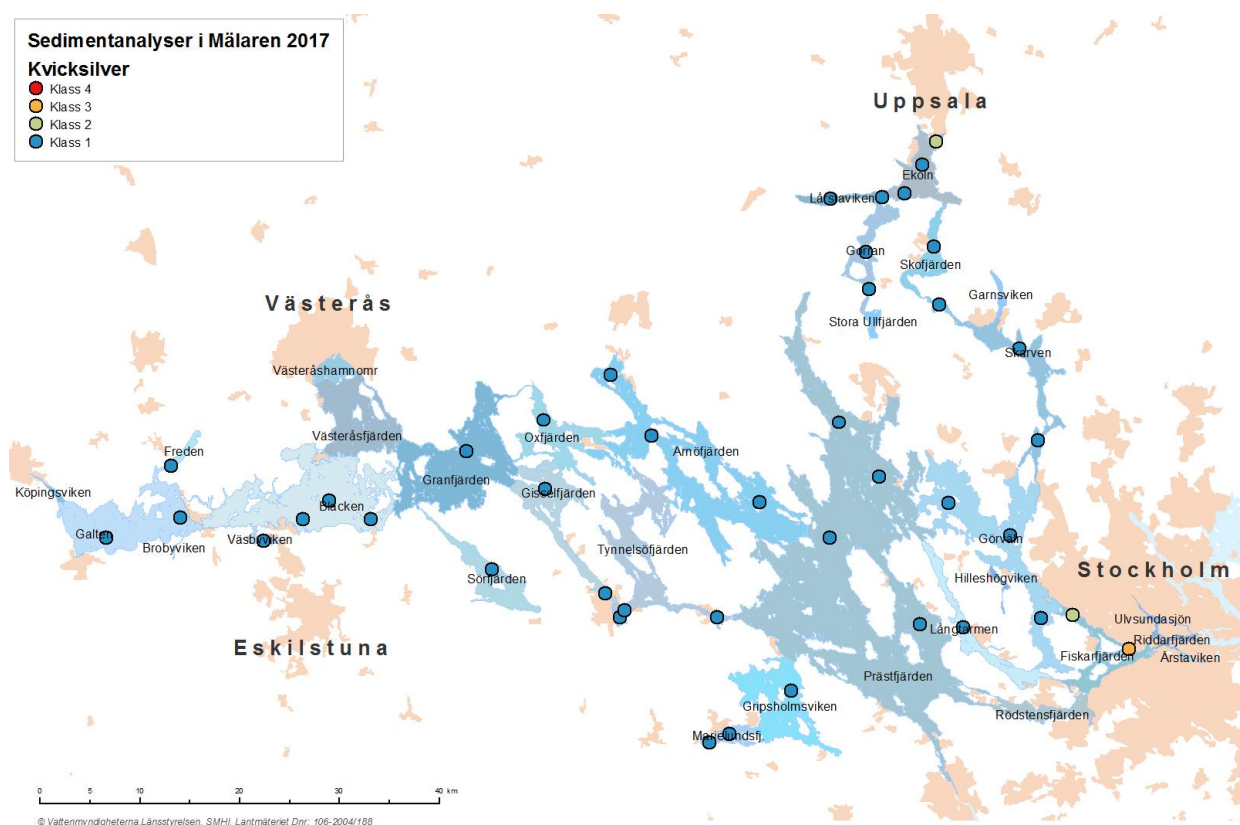 Sedimentanalyser i Mälaren 2017
Kvicksilver
Klass 4
Klass 3
Klass 2
Klass 1
Uppsala
Ekoln
Lårstaviken
Gorran
Skofjärden
Garnsviken
Stora Ullfjärden
Skarven
Västerås
Västeråshamnomr
Västeråsfjärden
Freden
Granfjärden
Oxfjärden
Arnöfjärden
Köpingsviken
Gisselfjärden
Blacken
Galten
Brobyviken
Väsbyviken
Tynnelsöfjärden
Görväln
Sörfjärden
Hilleshögviken
Stockholm
Ulvsundasjön
Långtarmen
Riddarfjärden
Fiskarfjärden
Årstaviken
Eskilstuna
Prästfjärden
Gripsholmsviken
Rödstensfjärden
Marielundsfj.
0 5 10 20 30 40 km
© Vattenmyndigheterna,Länsstyrelsen, SMHI, Lantmäteriet Dnr: 106-2004/188